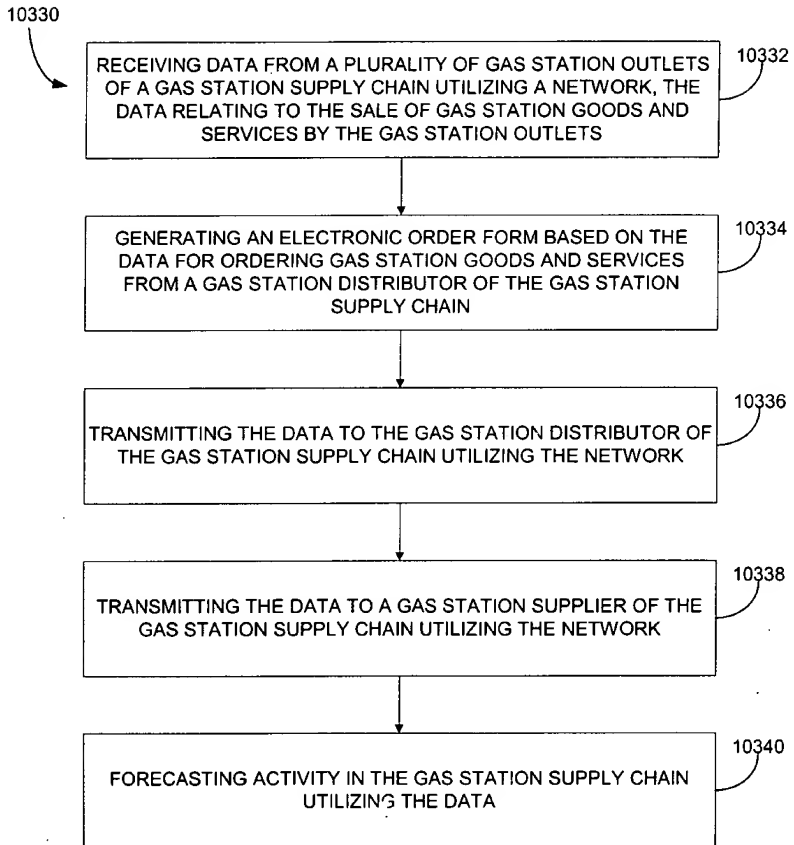 10330
RECEIVING DATA FROM A PLURALITY OF GAS STATION OUTLETS
OF A GAS STATION SUPPLY CHAIN UTILIZING A NETWORK, THE
DATA RELATING TO THE SALE OF GAS STATION GOODS AND
SERVICES BY THE GAS STATION OUTLETS
10332
GENERATING AN ELECTRONIC ORDER FORM BASED ON THE
DATA FOR ORDERING GAS STATION GOODS AND SERVICES
FROM A GAS STATION DISTRIBUTOR OF THE GAS STATION
SUPPLY CHAIN
10334
TRANSMITTING THE DATA TO THE GAS STATION DISTRIBUTOR OF
THE GAS STATION SUPPLY CHAIN UTILIZING THE NETWORK
10336
TRANSMITTING THE DATA TO A GAS STATION SUPPLIER OF THE
GAS STATION SUPPLY CHAIN UTILIZING THE NETWORK
10338
FORECASTING ACTIVITY IN THE GAS STATION SUPPLY CHAIN
UTILIZING THE DATA
10340